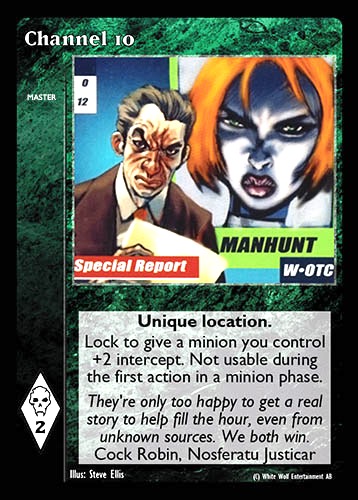 Channel 10
MASTER
0
12
MANHUNT
Special Report
W·OTC
Unique location.
Lock to give a minion you control
+2 intercept. Not usable during
the first action in a minion phase.
They're only too happy to get a real
story to help fill the hour, even from
unknown sources. We both win.
Cock Robin, Nosferatu Justicar
2
Illus: Steve Ellis
(C) White Wolf Entertainment AB